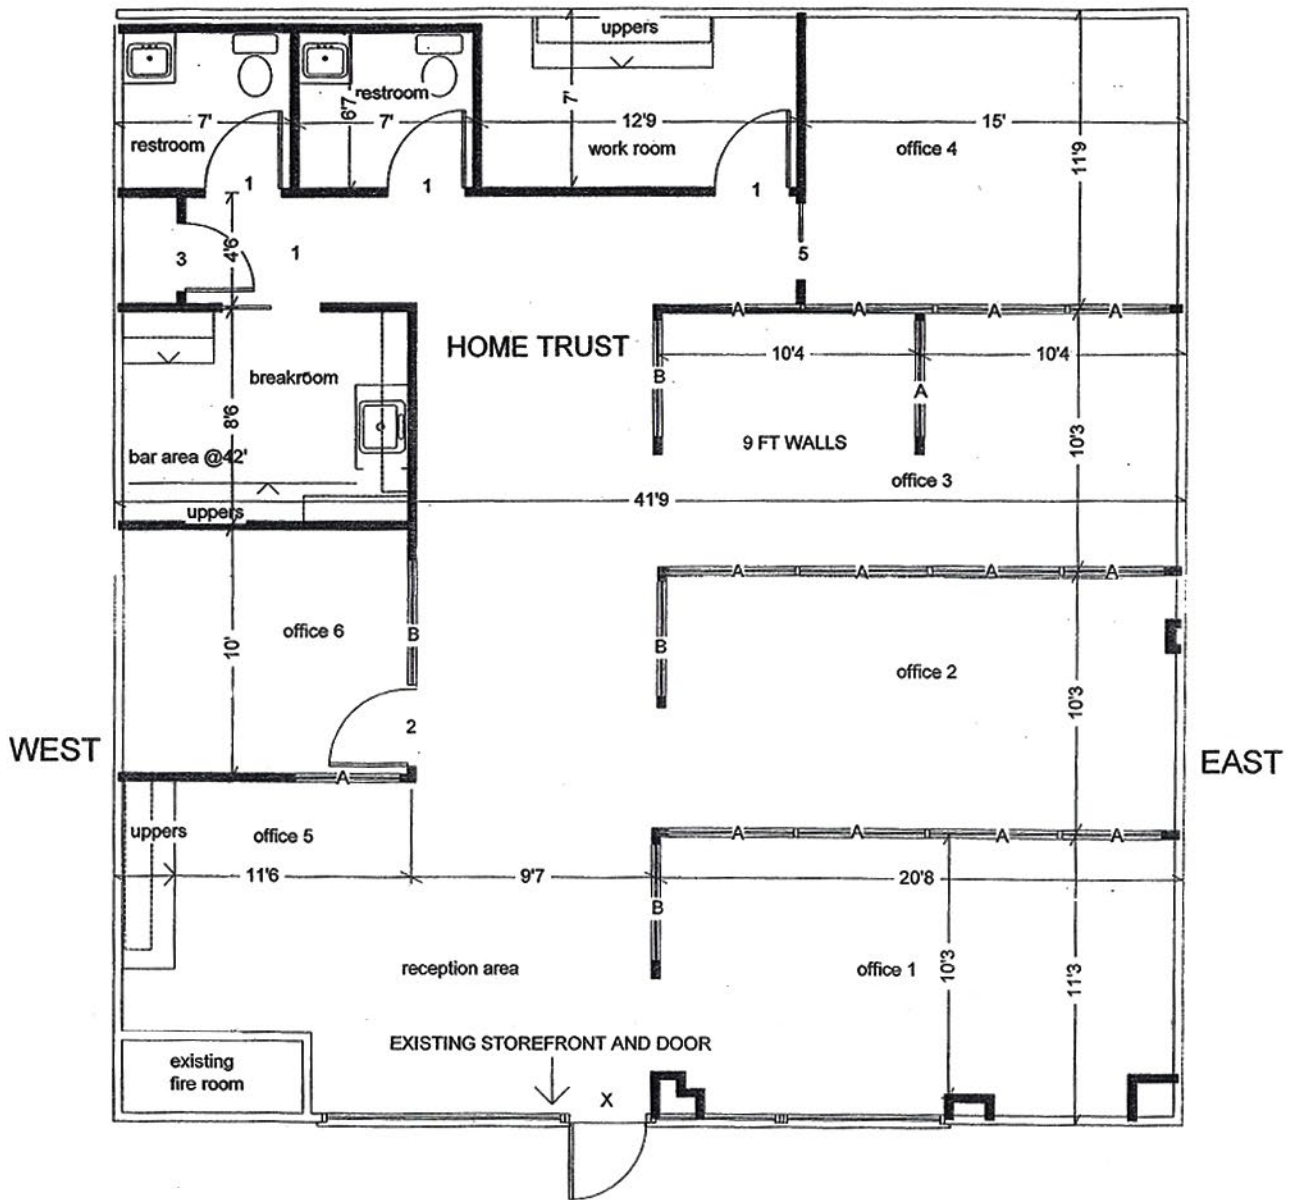 uppers
restroom
6'7
7'
7'
7'
12'9
15'
restroom
work room
office 4
11'9
1
1
1
3
4'6
1
5
A
A
A
A
HOME TRUST
10'4
10'4
B
A
breakroom
8'6
9 FT WALLS
10'3
bar area @42'
office 3
41'9
uppers
A
A
A
A
office 6
B
10'
B
office 2
10'3
2
WEST
EAST
A
uppers
office 5
A
A
A
A
11'6
9'7
20'8
B
reception area
office 1
10'3
11'3
EXISTING STOREFRONT AND DOOR
existing
fire room
X